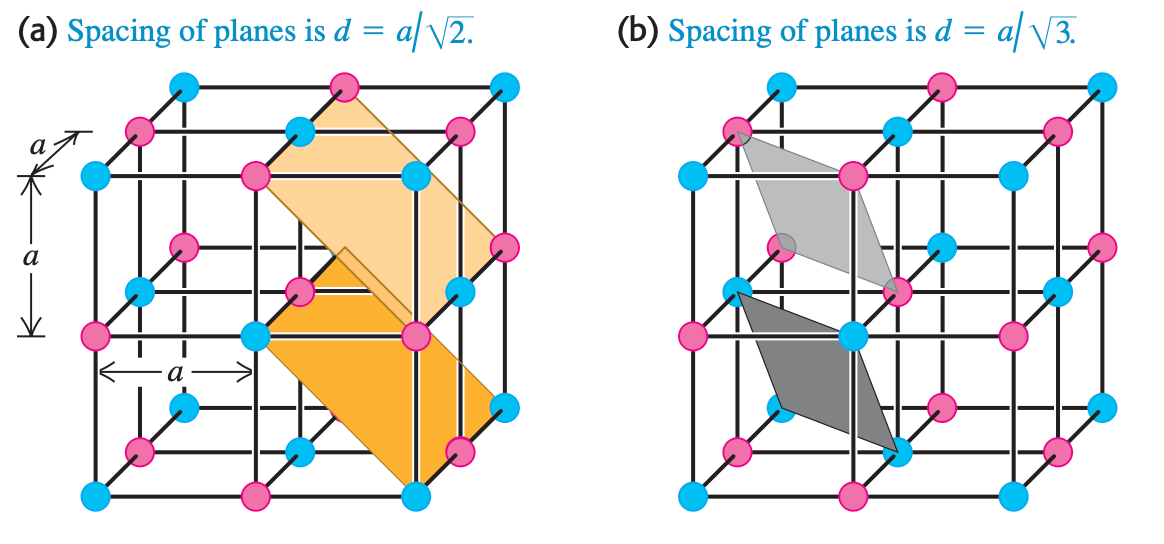 (a) Spacing of planes is d = a/√2.
(b) Spacing of planes is d = a/√3.
a
a
a